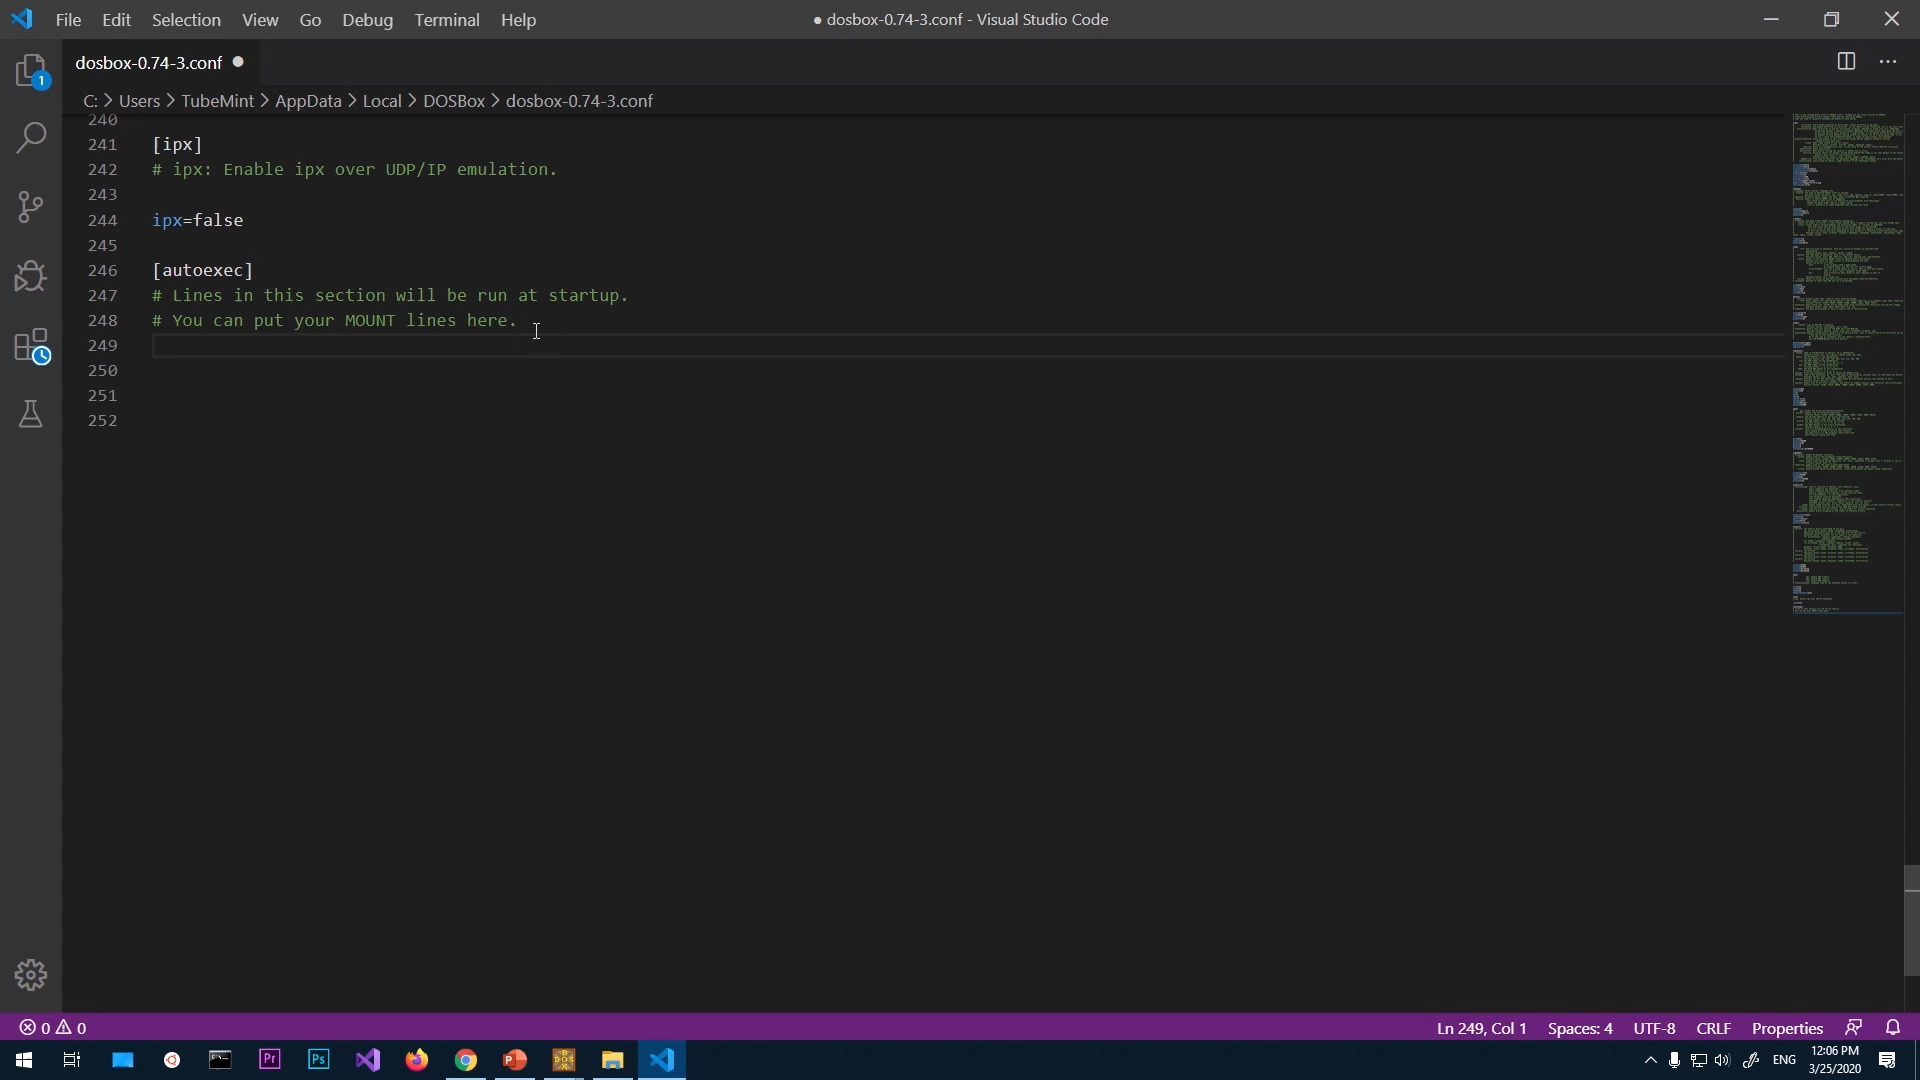 File Edit Selection View Go Debug Terminal Help
● dosbox-0.74-3.conf - Visual Studio Code
1
dosbox-0.74-3.conf
C: > Users > TubeMint > AppData > Local > DOSBox > dosbox-0.74-3.conf
240
241 [ipx]
242 # ipx: Enable ipx over UDP/IP emulation.
243
244 ipx=false
245
246 [autoexec]
247 # Lines in this section will be run at startup.
248 # You can put your MOUNT lines here.
249
250
251
252
0 0
Ln 249, Col 1 Spaces: 4 UTF-8 CRLF Properties
Pr Ps
ENG
12:06 PM
3/25/2020